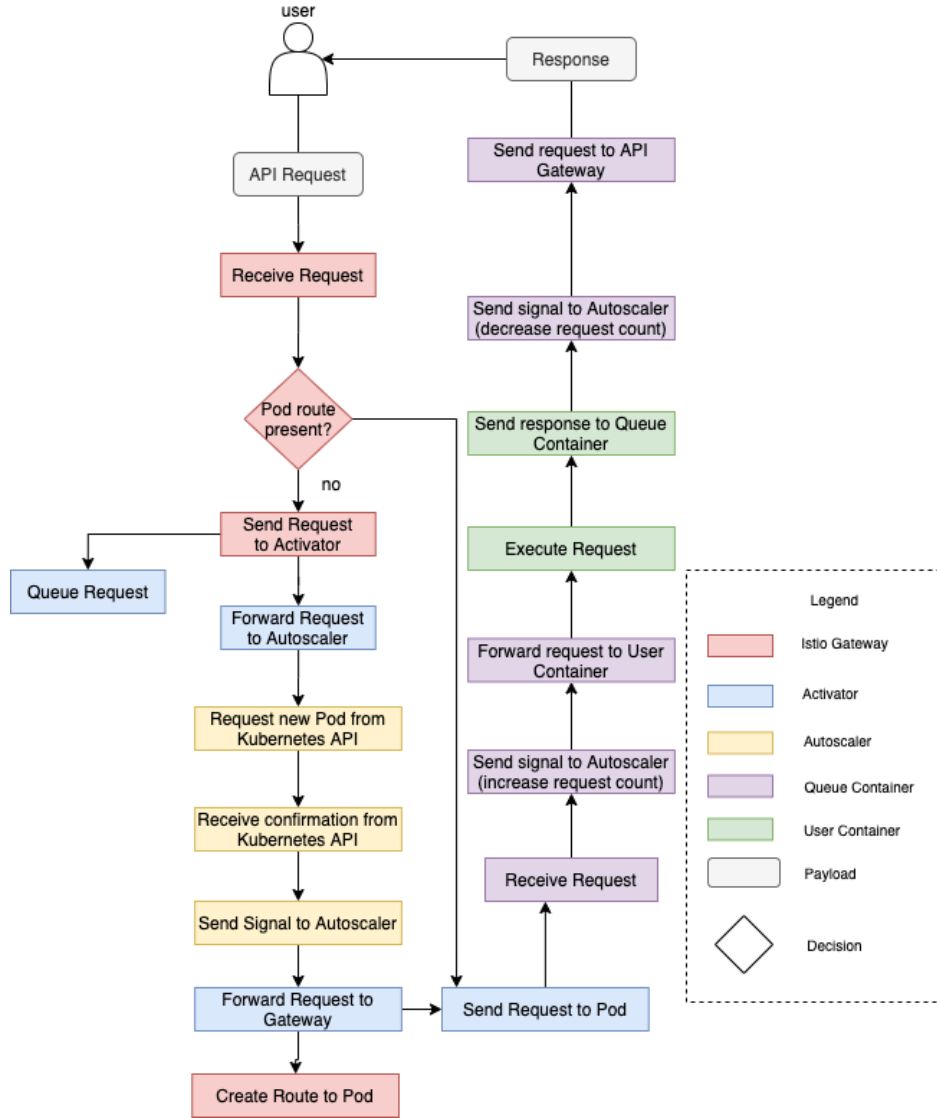 user
Response
API Request
Send request to API
Gateway
Receive Request
Send signal to Autoscaler
(decrease request count)
Pod route
present?
Send response to Queue
Container
no
Send Request
to Activator
Execute Request
Queue Request
Forward Request
to Autoscaler
Forward request to User
Container
Request new Pod from
Kubernetes API
Send signal to Autoscaler
(increase request count)
Receive confirmation from
Kubernetes API
Receive Request
Send Signal to Autoscaler
Forward Request to
Gateway
Send Request to Pod
Create Route to Pod
Legend
Istio Gateway
Activator
Autoscaler
Queue Container
User Container
Payload
Decision